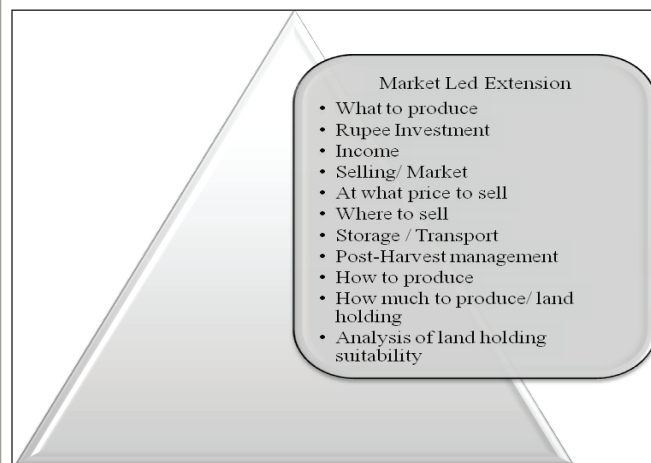 Market Led Extension
• What to produce
• Rupee Investment
• Income
• Selling/ Market
• At what price to sell
• Where to sell
• Storage / Transport
• Post-Harvest management
• How to produce
• How much to produce/ land
holding
• Analysis of land holding
suitability